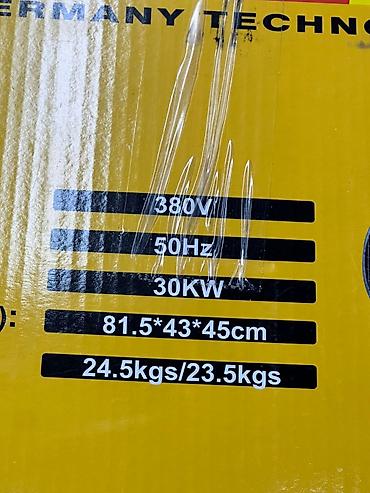 ERMANY TECHNO
380V
50Hz
30KW
):
81.5*43*45cm
24.5kgs/23.5kgs